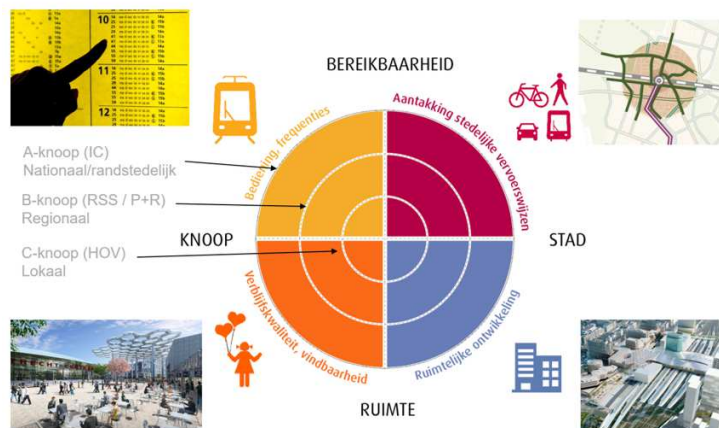 BEREIKBAARHEID
10
11
12
A-knoop (IC)
Nationaal/randstedelijk
B-knoop (RSS / P+R)
Regionaal
C-knoop (HOV)
Lokaal
Bediening, frequenties
Aantakking stedelijke vervoerswijzen
KNOOP
STAD
Verblijfskwaliteit, vindbaarheid
Ruimtelijke ontwikkeling
RUIMTE